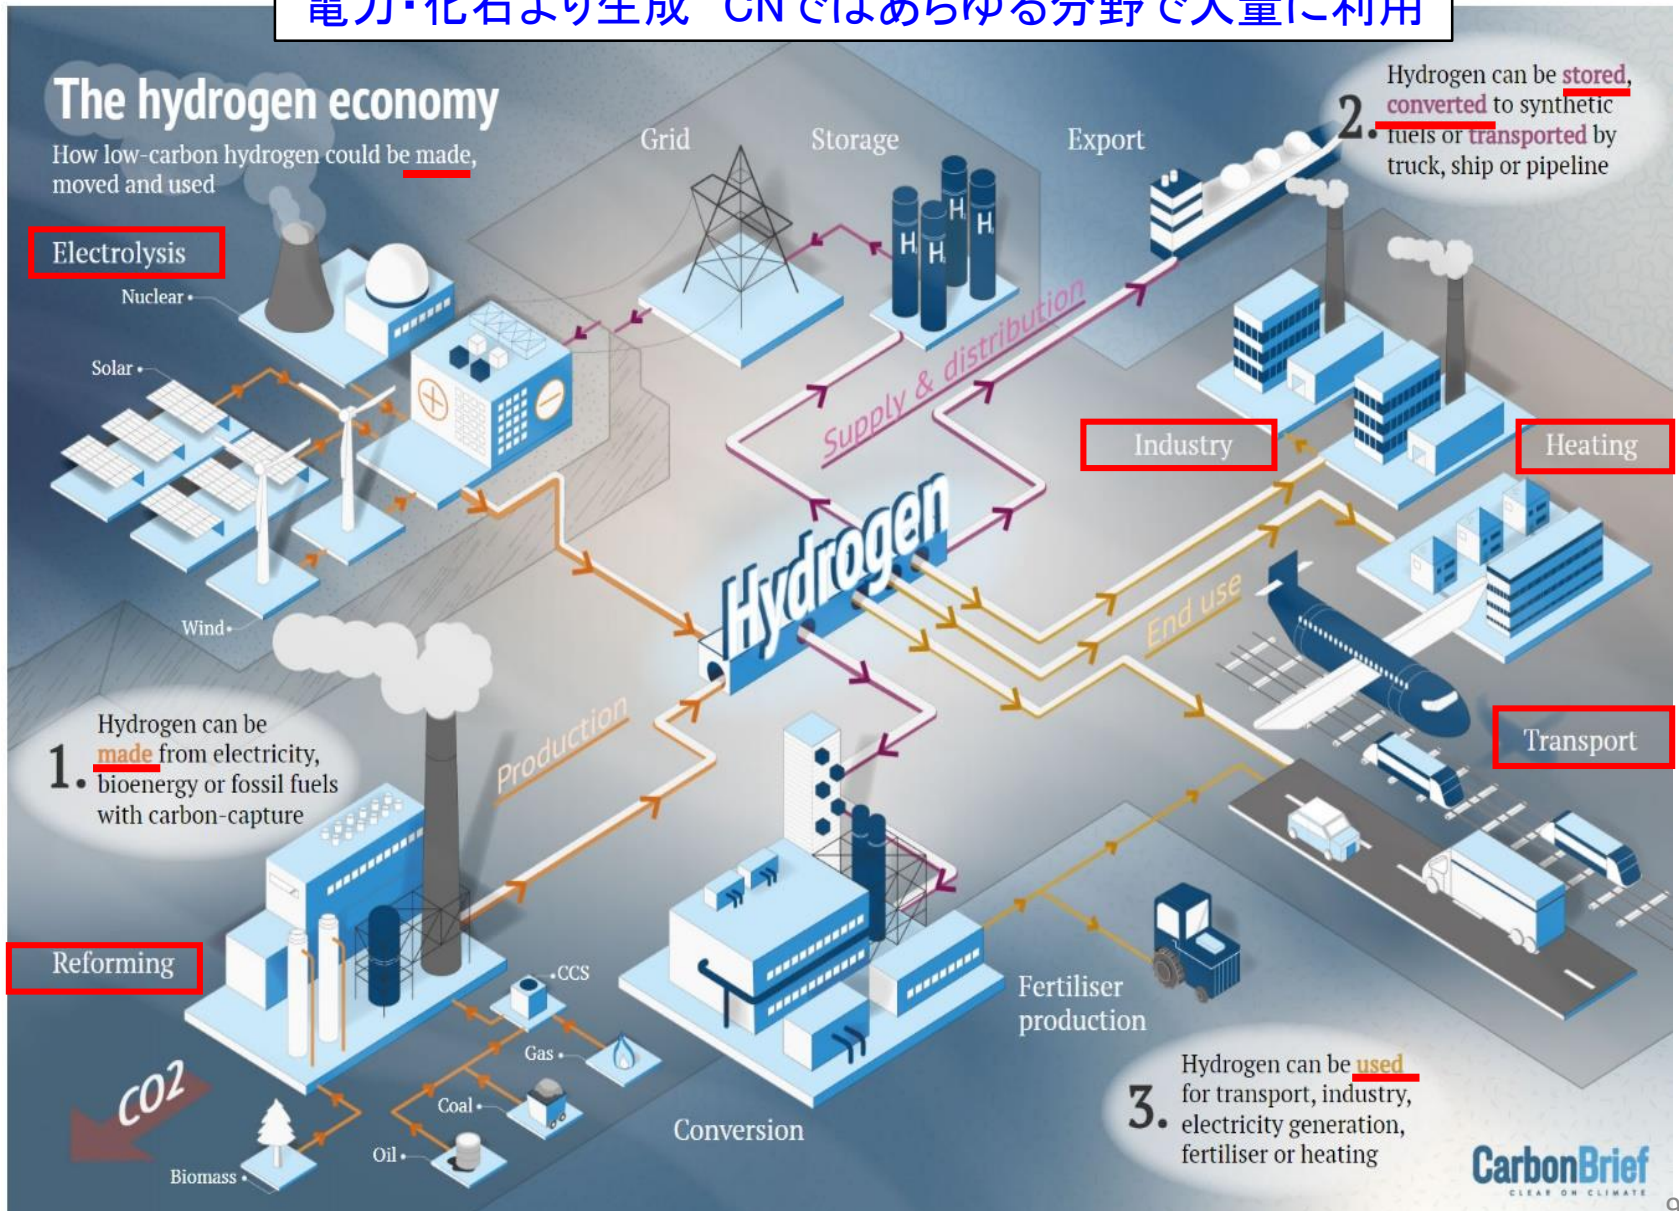 電力・化石より生成 CNではあらゆる分野で大量に利用
The hydrogen economy
How low-carbon hydrogen could be made,
moved and used
Electrolysis
Nuclear
Solar
Wind
Grid
Storage
Export
H
H
H
H
2. Hydrogen can be stored,
converted to synthetic
fuels or transported by
truck, ship or pipeline
Supply & distribution
Industry
Heating
Hydrogen
End use
Transport
Production
1. Hydrogen can be
made from electricity,
bioenergy or fossil fuels
with carbon-capture
Reforming
CCS
Gas
Coal
Oil
Biomass
CO2
Conversion
Fertiliser
production
3. Hydrogen can be used
for transport, industry,
electricity generation,
fertiliser or heating
CarbonBrief
CLEAR ON CLIMATE
9